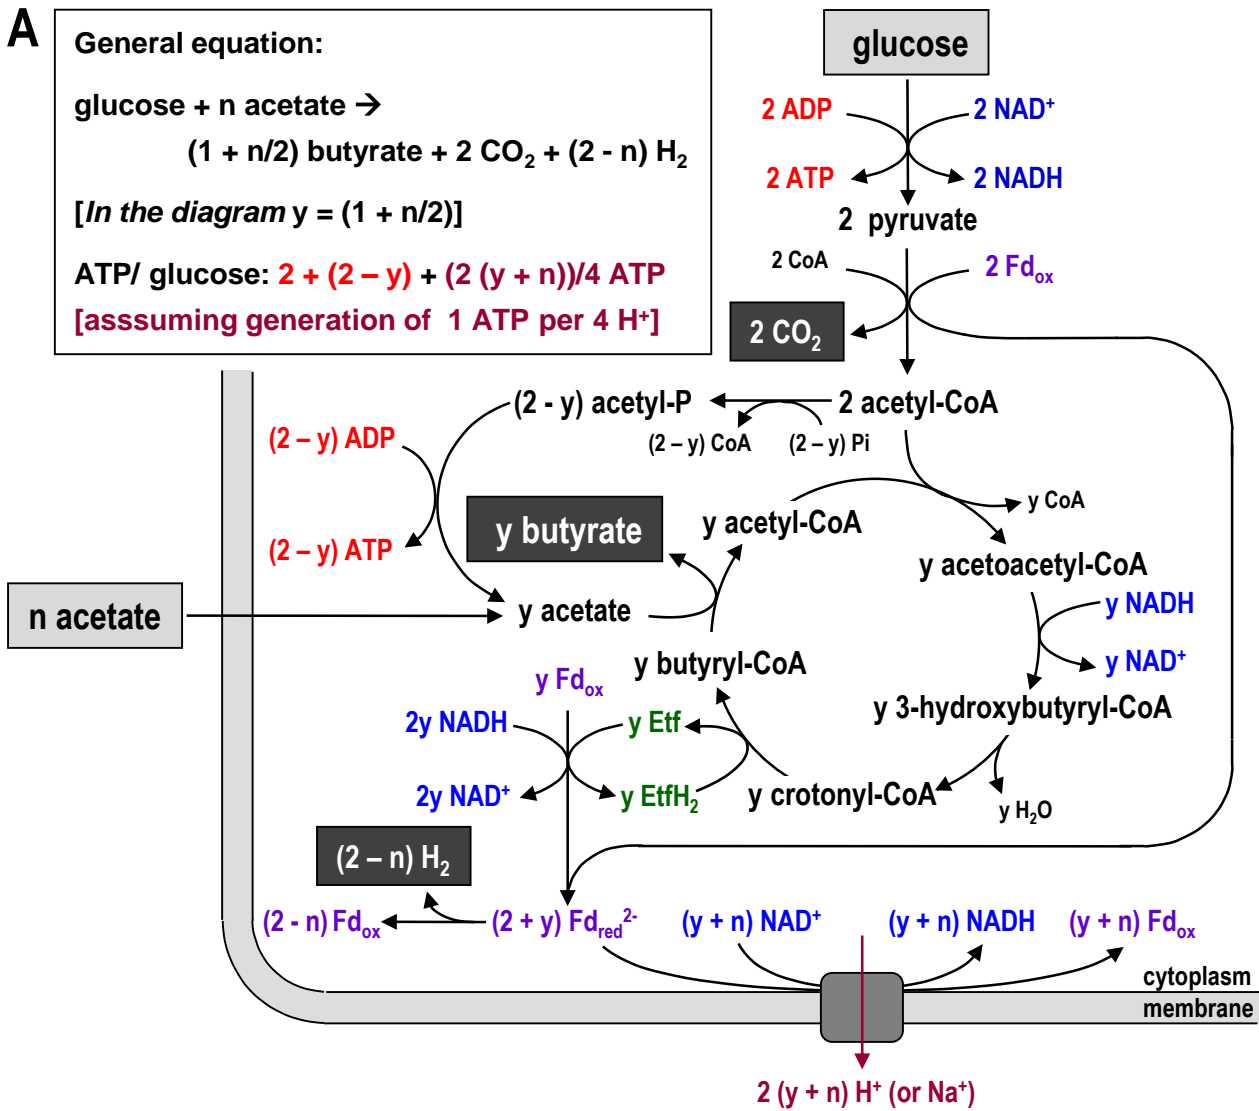 A
General equation:
glucose + n acetate →
(1 + n/2) butyrate + 2 CO₂ + (2 - n) H₂
[In the diagram y = (1 + n/2)]
ATP/ glucose: 2 + (2 – y) + (2 (y + n))/4 ATP
[asssuming generation of 1 ATP per 4 H⁺]
glucose
2 ADP
2 NAD⁺
2 ATP
2 NADH
2 pyruvate
2 CoA
2 Fdₒₓ
2 CO₂
(2 - y) acetyl-P
2 acetyl-CoA
(2 – y) CoA
(2 – y) Pi
(2 – y) ADP
(2 – y) ATP
y butyrate
y acetyl-CoA
y CoA
y acetoacetyl-CoA
n acetate
y acetate
y NADH
y NAD⁺
y butyryl-CoA
y Fdₒₓ
y 3-hydroxybutyryl-CoA
2y NADH
y Etf
2y NAD⁺
y EtfH₂
y crotonyl-CoA
y H₂O
(2 – n) H₂
(2 - n) Fdₒₓ
(2 + y) Fd_red²⁻
(y + n) NAD⁺
(y + n) NADH
(y + n) Fdₒₓ
cytoplasm
membrane
2 (y + n) H⁺ (or Na⁺)